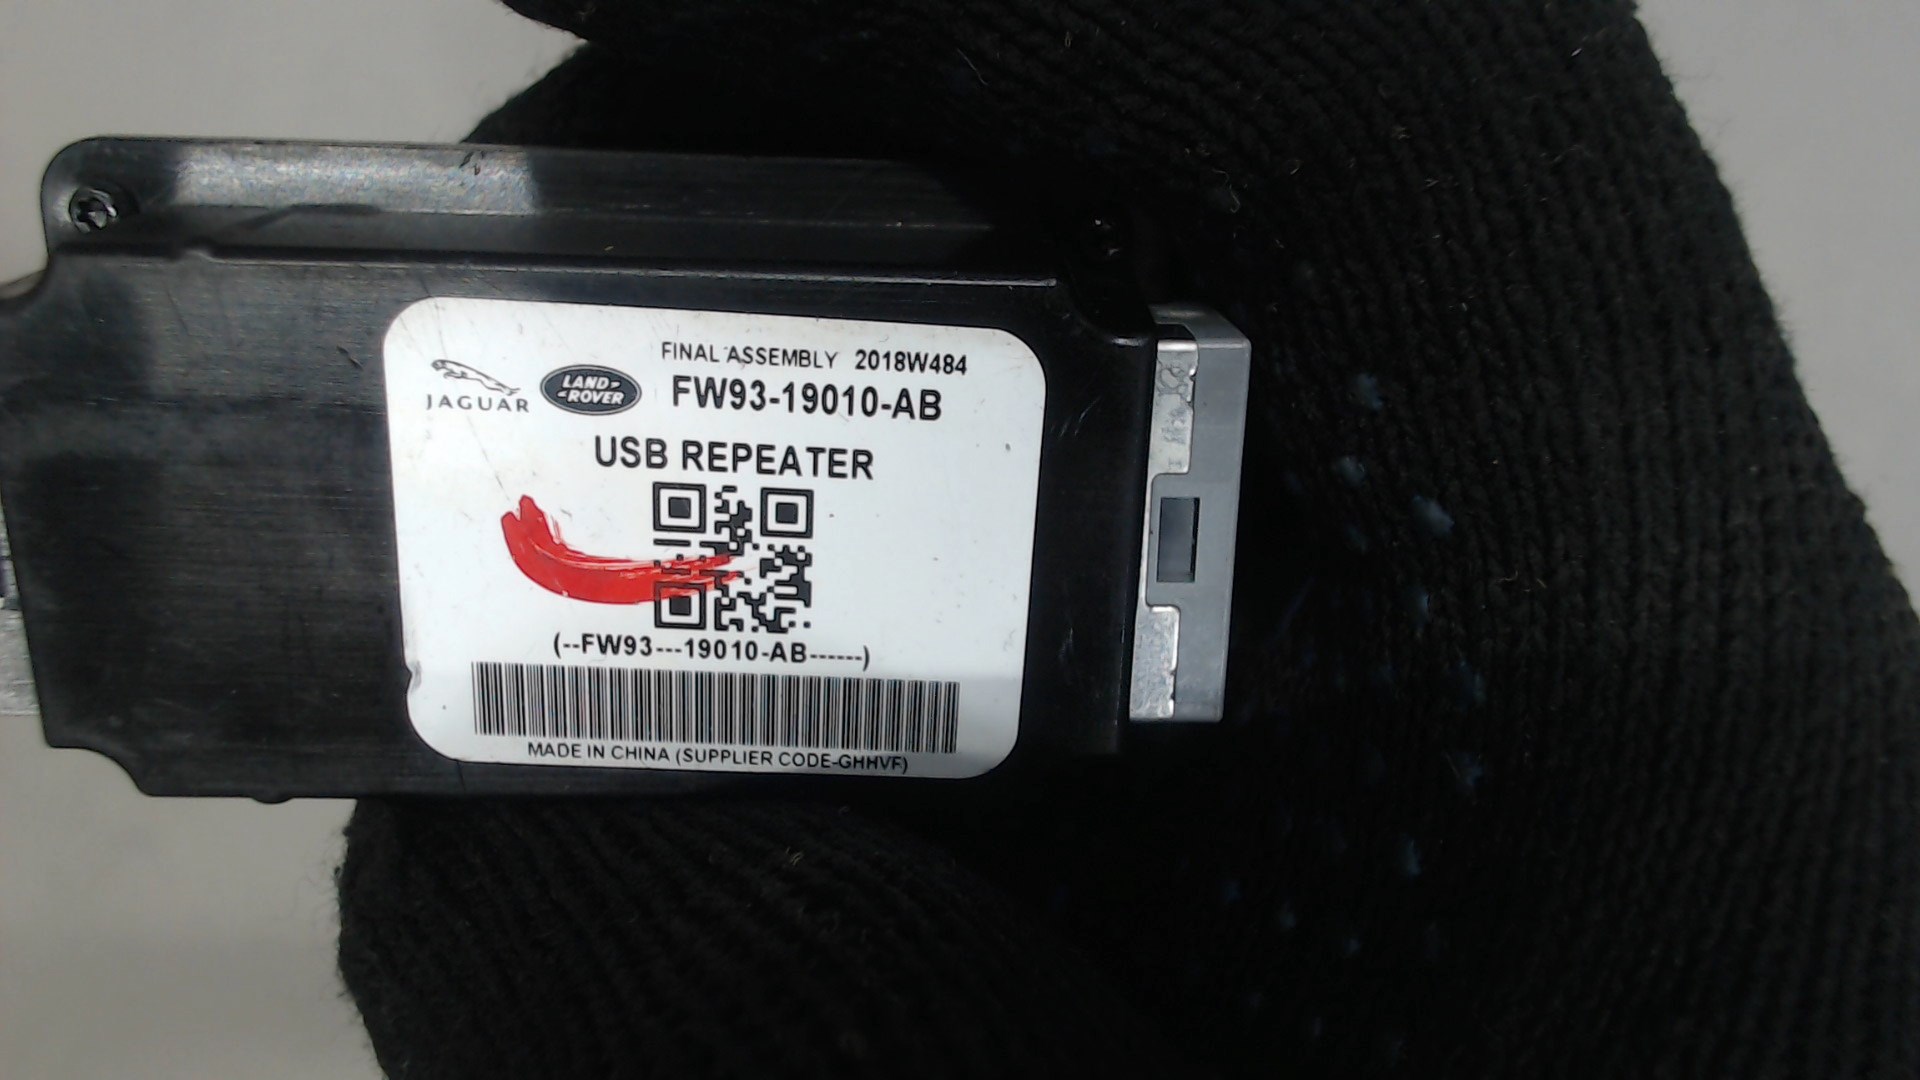 FINAL ASSEMBLY 2018W484
JAGUAR
LAND-
-ROVER
FW93-19010-AB
USB REPEATER
(--FW93---19010-AB------)
MADE IN CHINA (SUPPLIER CODE-GHHVF)